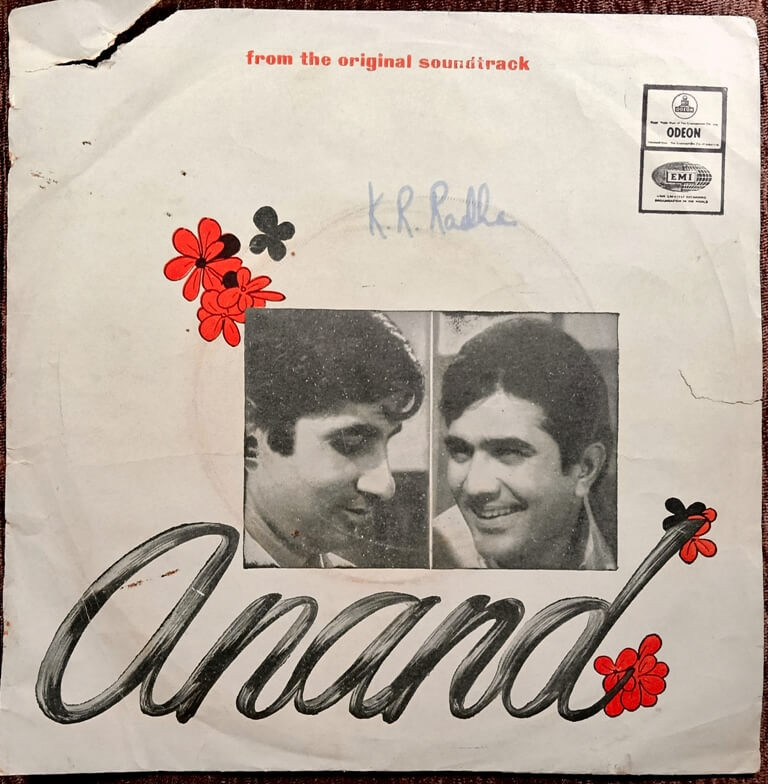 from the original soundtrack
ODEON
EMI
K. R. Radha
Anand